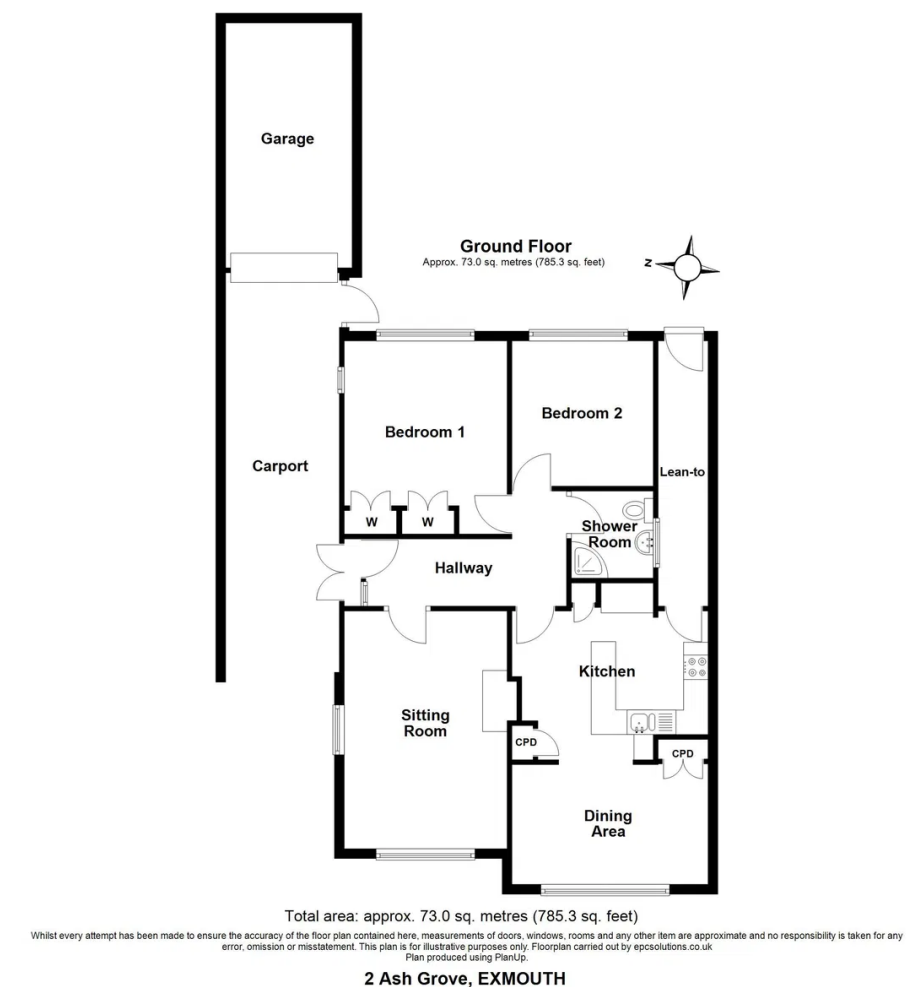 Garage
Ground Floor
Approx. 73.0 sq. metres (785.3 sq. feet)
N
Bedroom 1
Bedroom 2
Carport
Lean-to
W
W
Shower
Room
Hallway
Kitchen
Sitting
Room
CPD
CPD
Dining
Area
Total area: approx. 73.0 sq. metres (785.3 sq. feet)
Whilst every attempt has been made to ensure the accuracy of the floor plan contained here, measurements of doors, windows, rooms and any other item are approximate and no responsibility is taken for any
error, omission or misstatement. This plan is for illustrative purposes only. Floorplan carried out by epcsolutions.co.uk
Plan produced using PlanUp.
2 Ash Grove, EXMOUTH